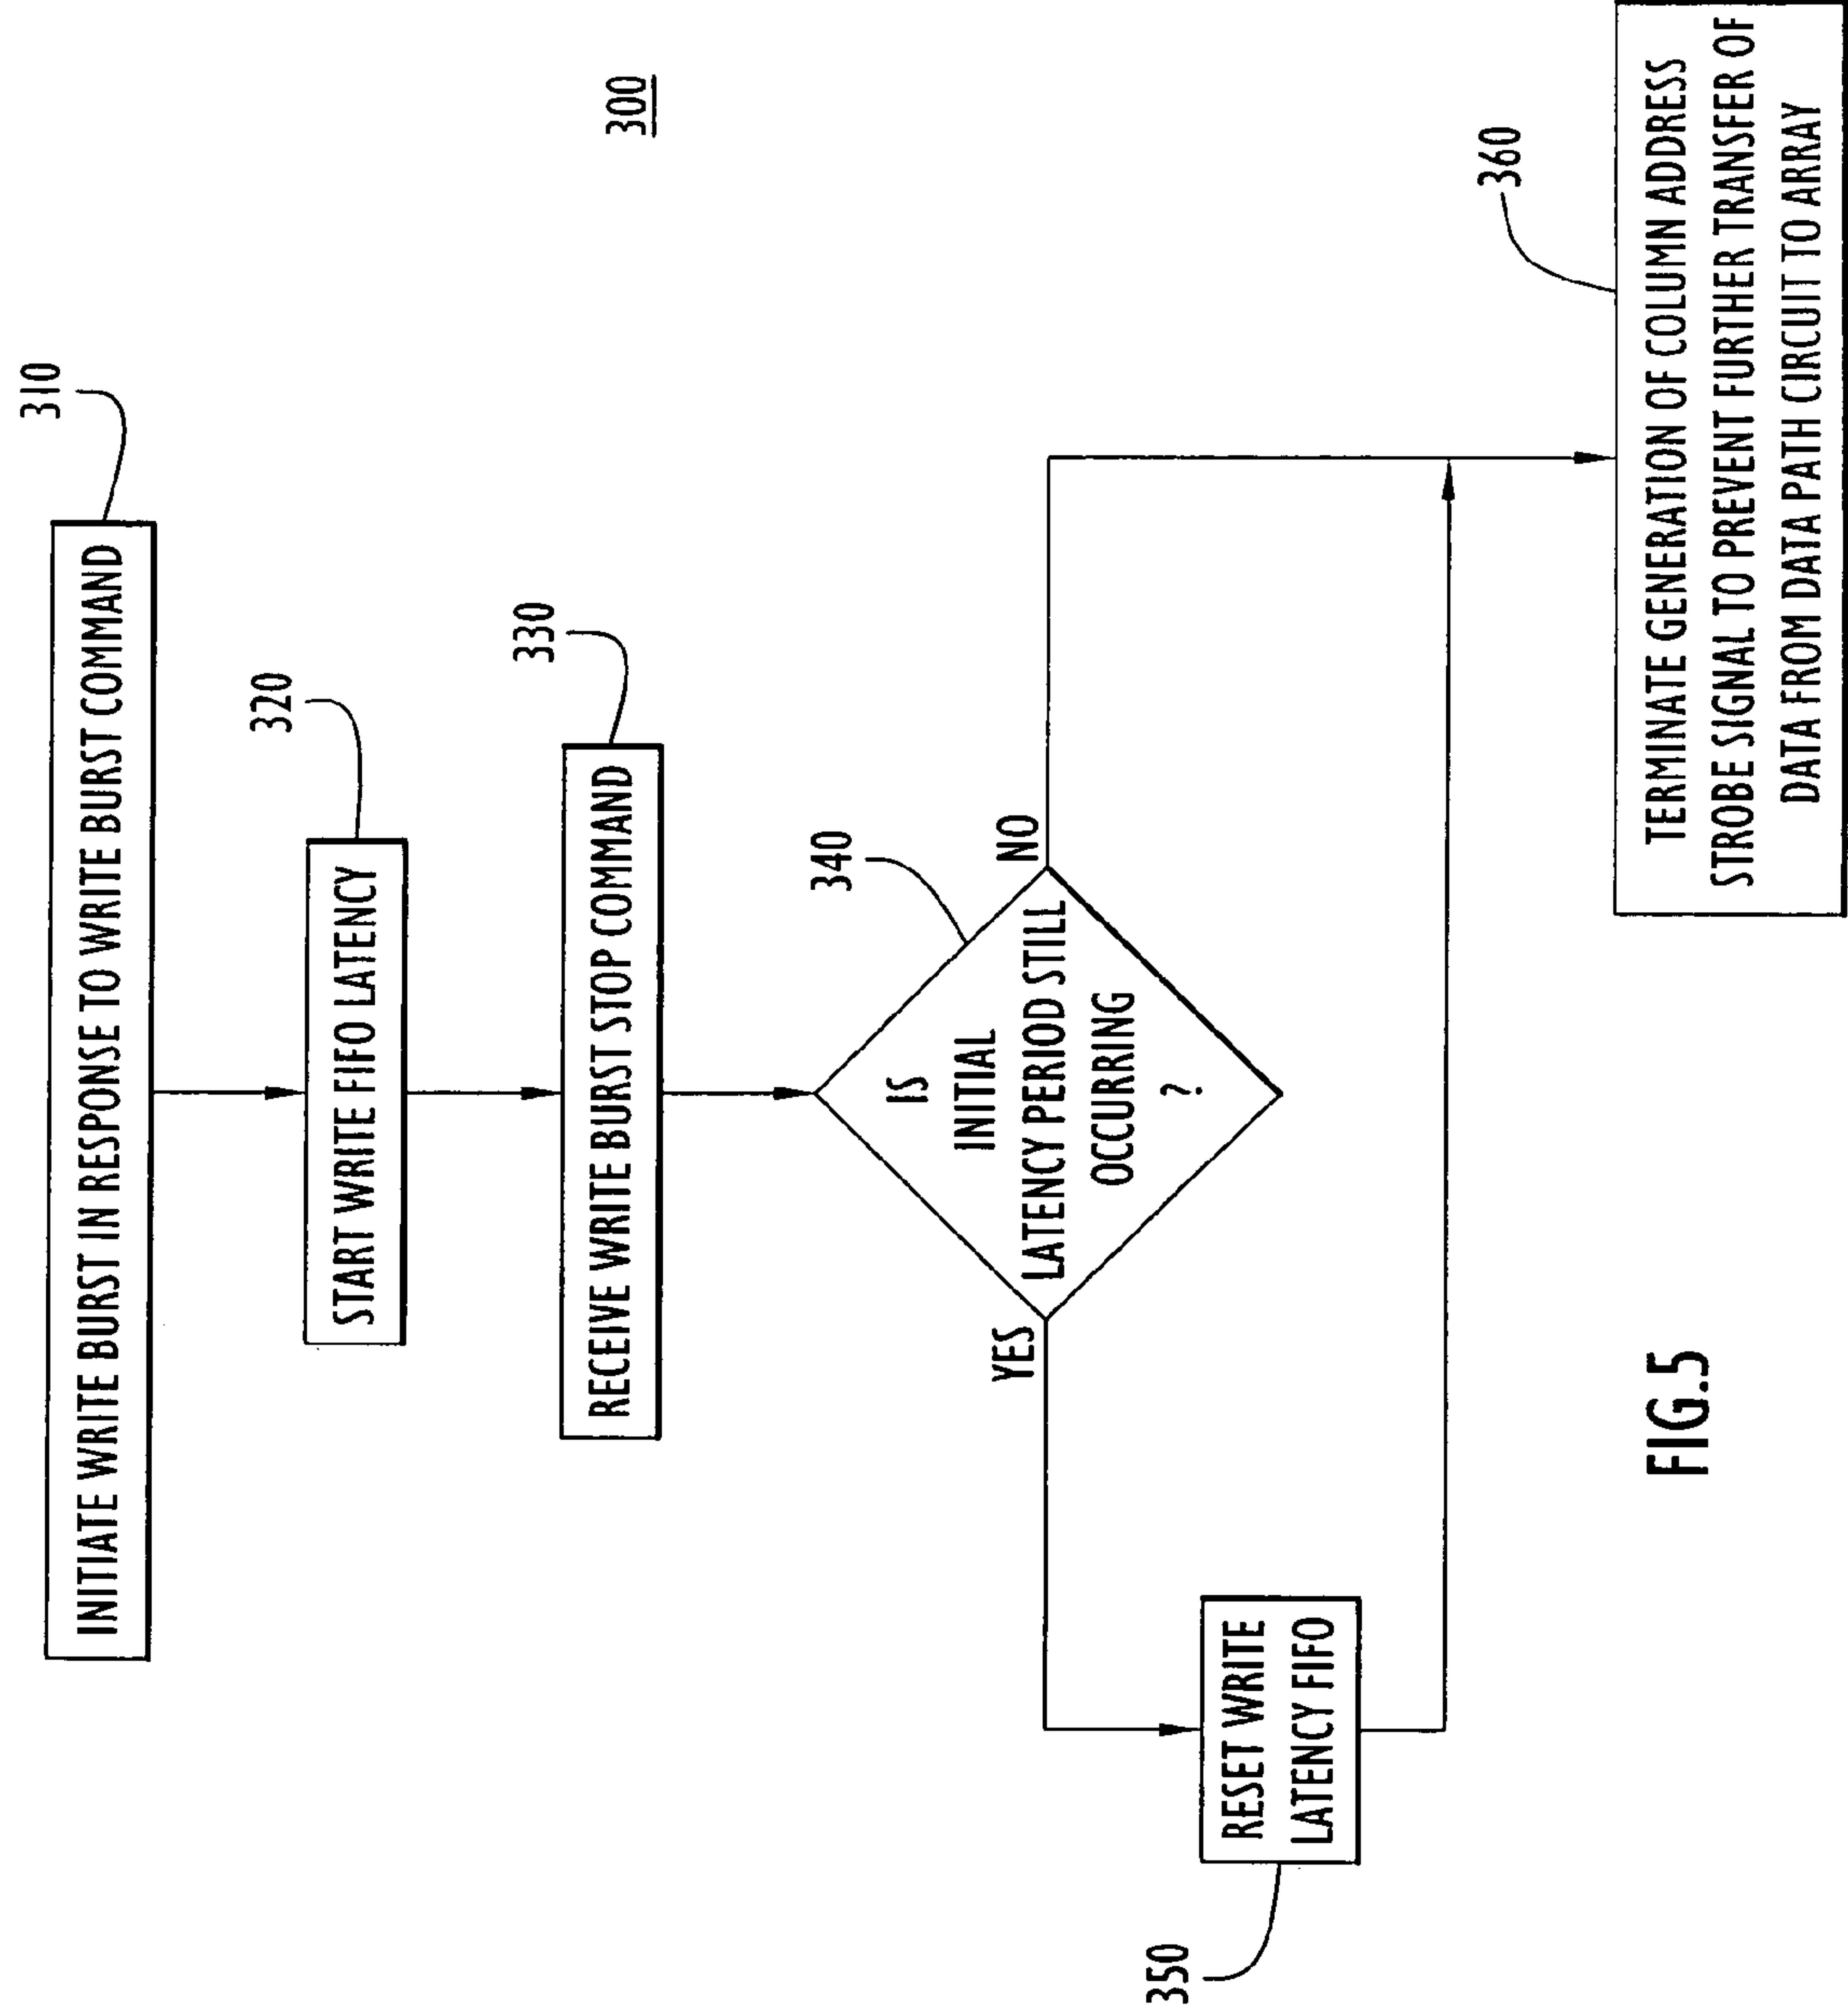 300
310
INITIATE WRITE BURST IN RESPONSE TO WRITE BURST COMMAND
320
START WRITE FIFO LATENCY
330
RECEIVE WRITE BURST STOP COMMAND
340
IS
INITIAL
LATENCY PERIOD STILL
OCCURRING
?
YES
NO
350
RESET WRITE
LATENCY FIFO
360
TERMINATE GENERATION OF COLUMN ADDRESS
STROBE SIGNAL TO PREVENT FURTHER TRANSFER OF
DATA FROM DATA PATH CIRCUIT TO ARRAY
FIG.5